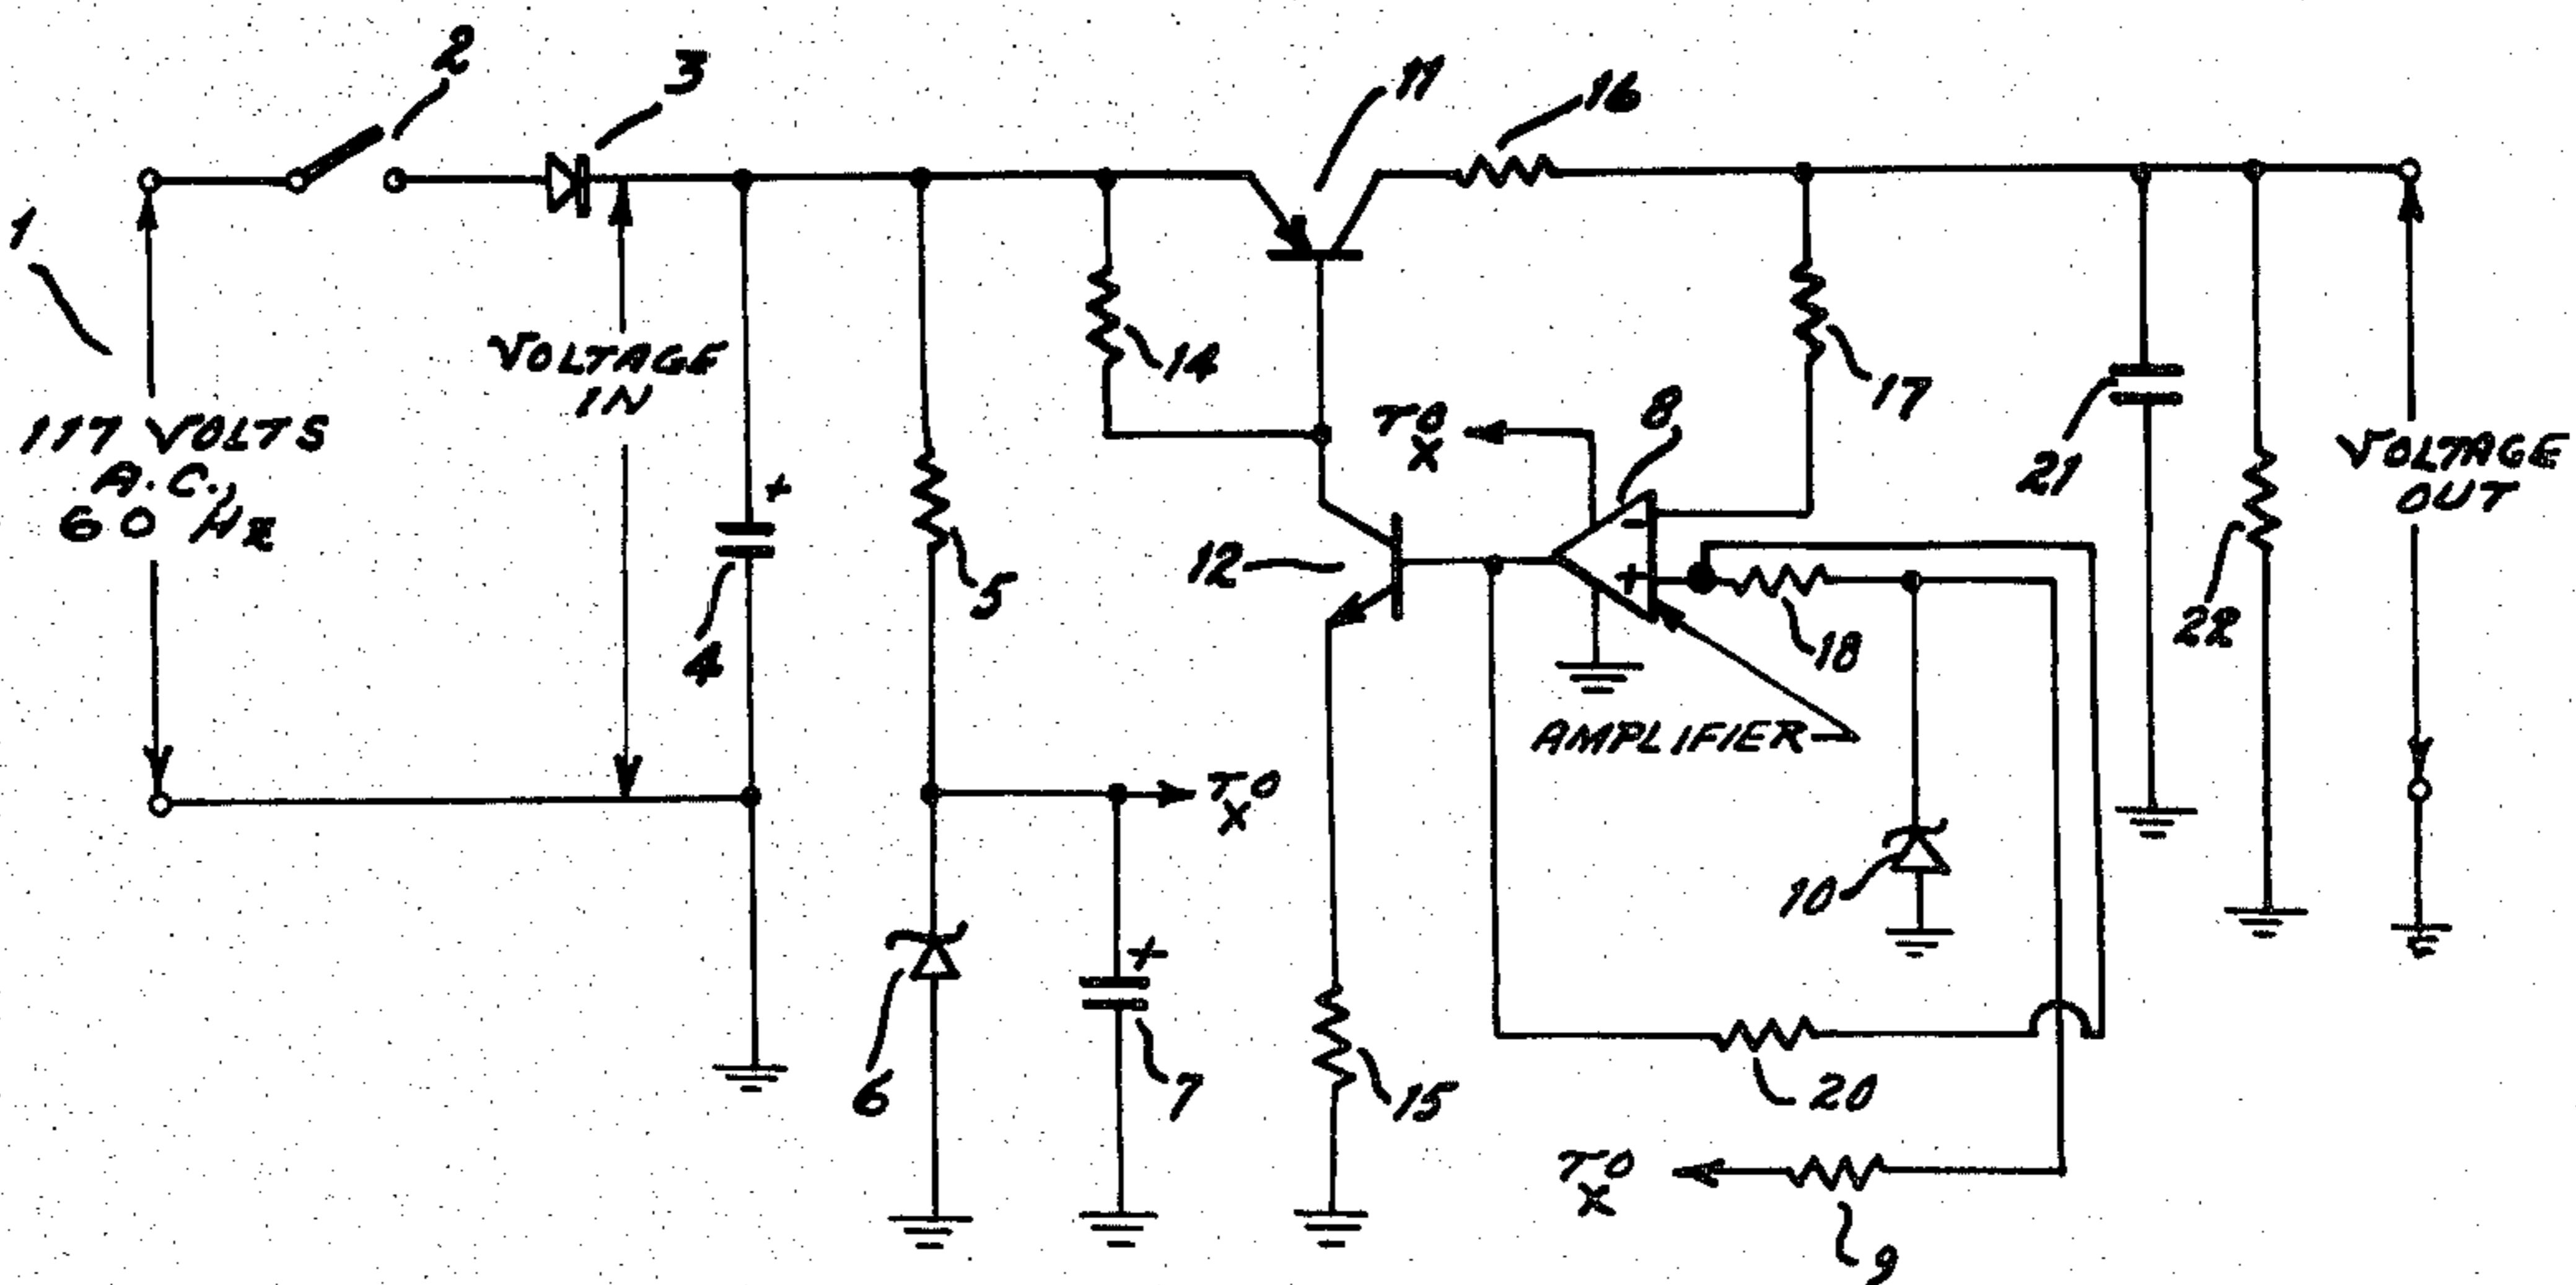 2
3
11
16
1
VOLTAGE
IN
14
17
8
TO
X
117 VOLTS
A.C.,
60 Hz
+
21
VOLTAGE
OUT
-
12
5
+
4
18
22
AMPLIFIER
TO
X
10
+
6
7
15
20
TO
X
9